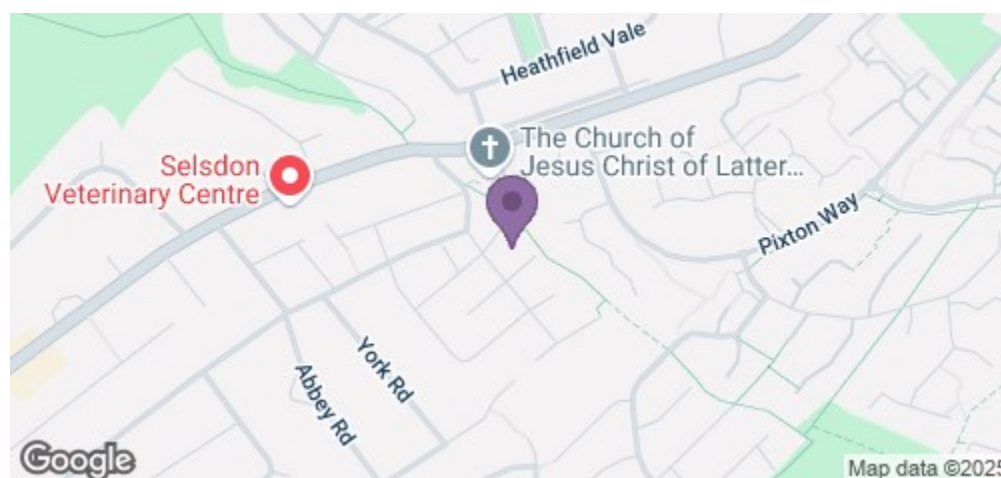 Heathfield Vale
The Church of
Jesus Christ of Latter...
Selsdon
Veterinary Centre
Pixton Way
York Rd
Abbey Rd
Google
Map data ©2025